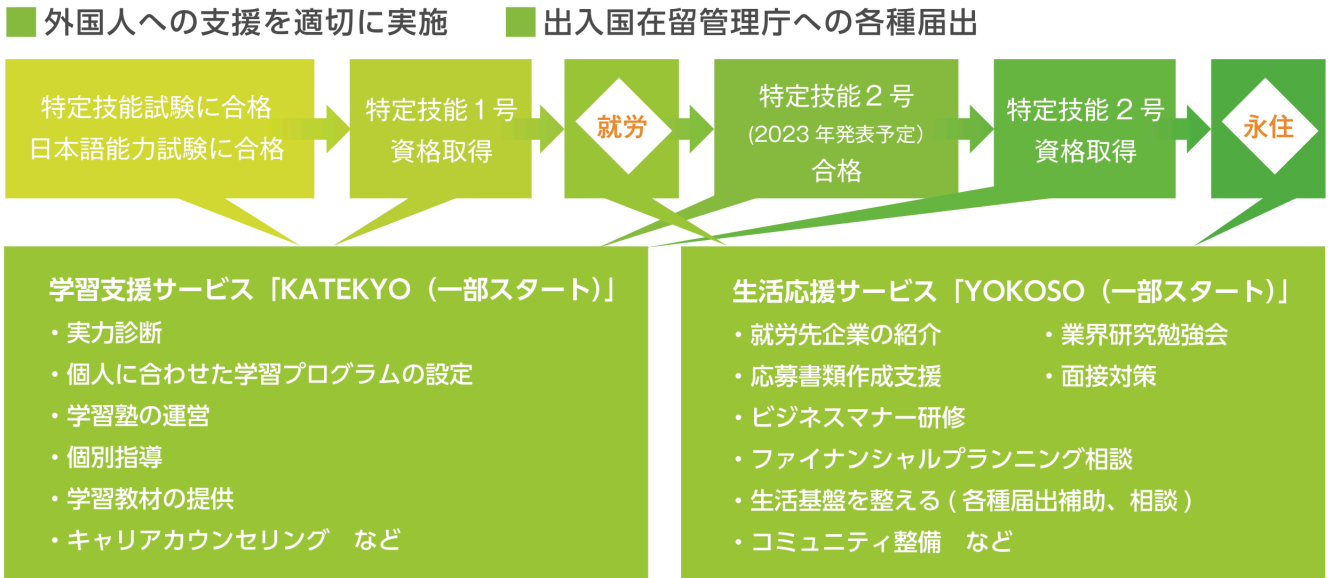 外国人への支援を適切に実施
出入国在留管理庁への各種届出
特定技能試験に合格
日本語能力試験に合格
特定技能1号
資格取得
就労
特定技能2号
(2023年発表予定)
合格
特定技能2号
資格取得
永住
学習支援サービス「KATEKYO（一部スタート）」
・実力診断
・個人に合わせた学習プログラムの設定
・学習塾の運営
・個別指導
・学習教材の提供
・キャリアカウンセリング　など
生活応援サービス「YOKOSO（一部スタート）」
・就労先企業の紹介
・業界研究勉強会
・応募書類作成支援
・面接対策
・ビジネスマナー研修
・ファイナンシャルプランニング相談
・生活基盤を整える(各種届出補助、相談)
・コミュニティ整備　など